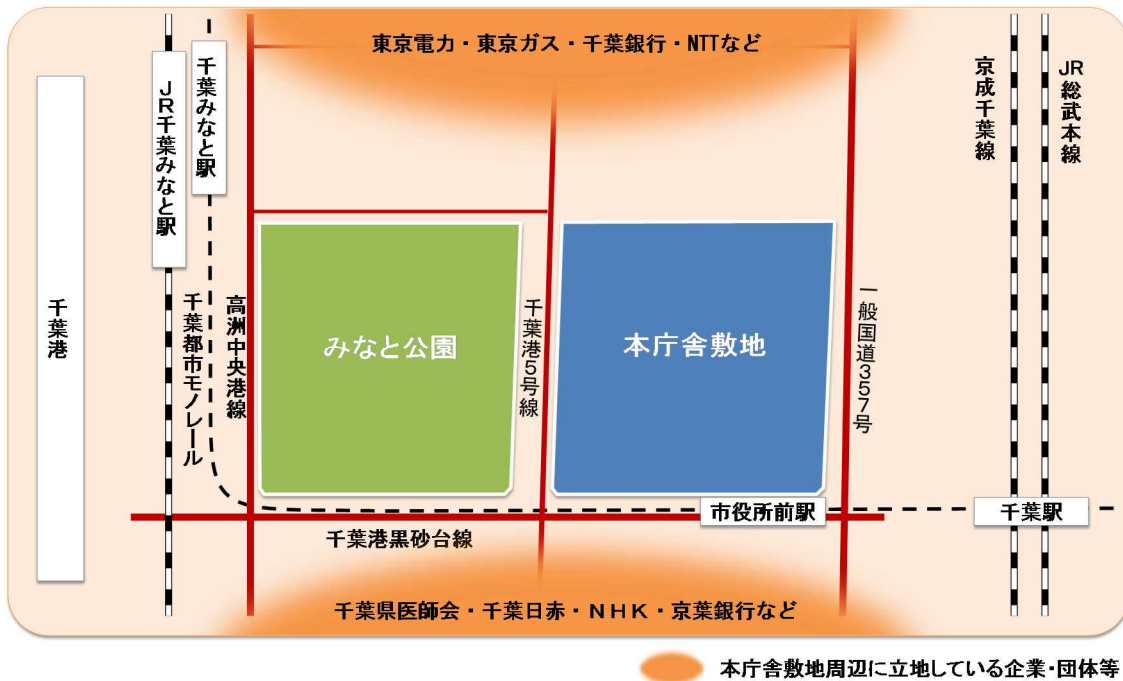 東京電力・東京ガス・千葉銀行・NTTなど
千葉みなと駅
JR千葉みなと駅
京成千葉線
JR総武本線
千葉港
千葉都市モノレール
高洲中央港線
みなと公園
千葉港5号線
本庁舎敷地
一般国道357号
市役所前駅
千葉駅
千葉港黒砂台線
千葉県医師会・千葉日赤・NHK・京葉銀行など
本庁舎敷地周辺に立地している企業・団体等